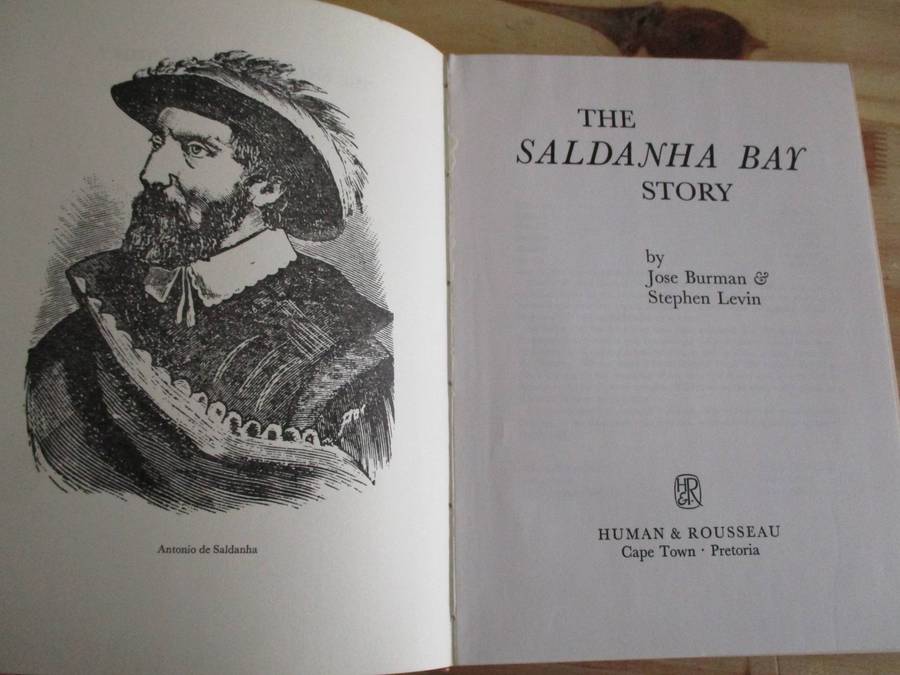 Antonio de Saldanha
THE
SALDANHA BAY
STORY
by
Jose Burman &
Stephen Levin
H&R
HUMAN & ROUSSEAU
Cape Town · Pretoria